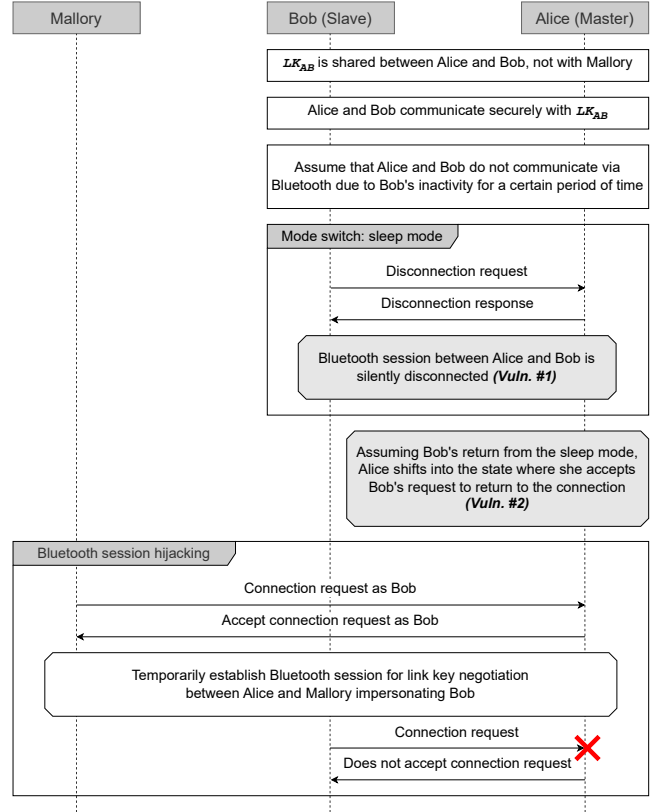 Mallory
Bob (Slave)
Alice (Master)
LK_AB is shared between Alice and Bob, not with Mallory
Alice and Bob communicate securely with LK_AB
Assume that Alice and Bob do not communicate via
Bluetooth due to Bob's inactivity for a certain period of time
Mode switch: sleep mode
Disconnection request
Disconnection response
Bluetooth session between Alice and Bob is
silently disconnected (Vuln. #1)
Assuming Bob's return from the sleep mode,
Alice shifts into the state where she accepts
Bob's request to return to the connection
(Vuln. #2)
Bluetooth session hijacking
Connection request as Bob
Accept connection request as Bob
Temporarily establish Bluetooth session for link key negotiation
between Alice and Mallory impersonating Bob
Connection request
Does not accept connection request